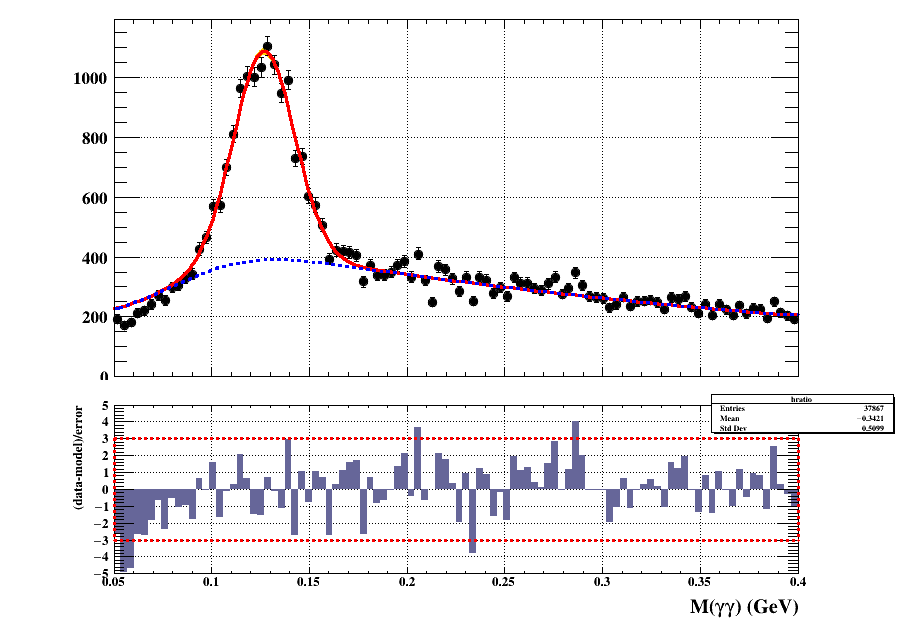 1000
800
600
400
200
0
hratio
Entries 37867
Mean −0.3421
Std Dev 0.5099
(data-model)/error
5
4
3
2
1
0
−1
−2
−3
−4
−5
0.05 0.1 0.15 0.2 0.25 0.3 0.35 0.4
M(γγ) (GeV)